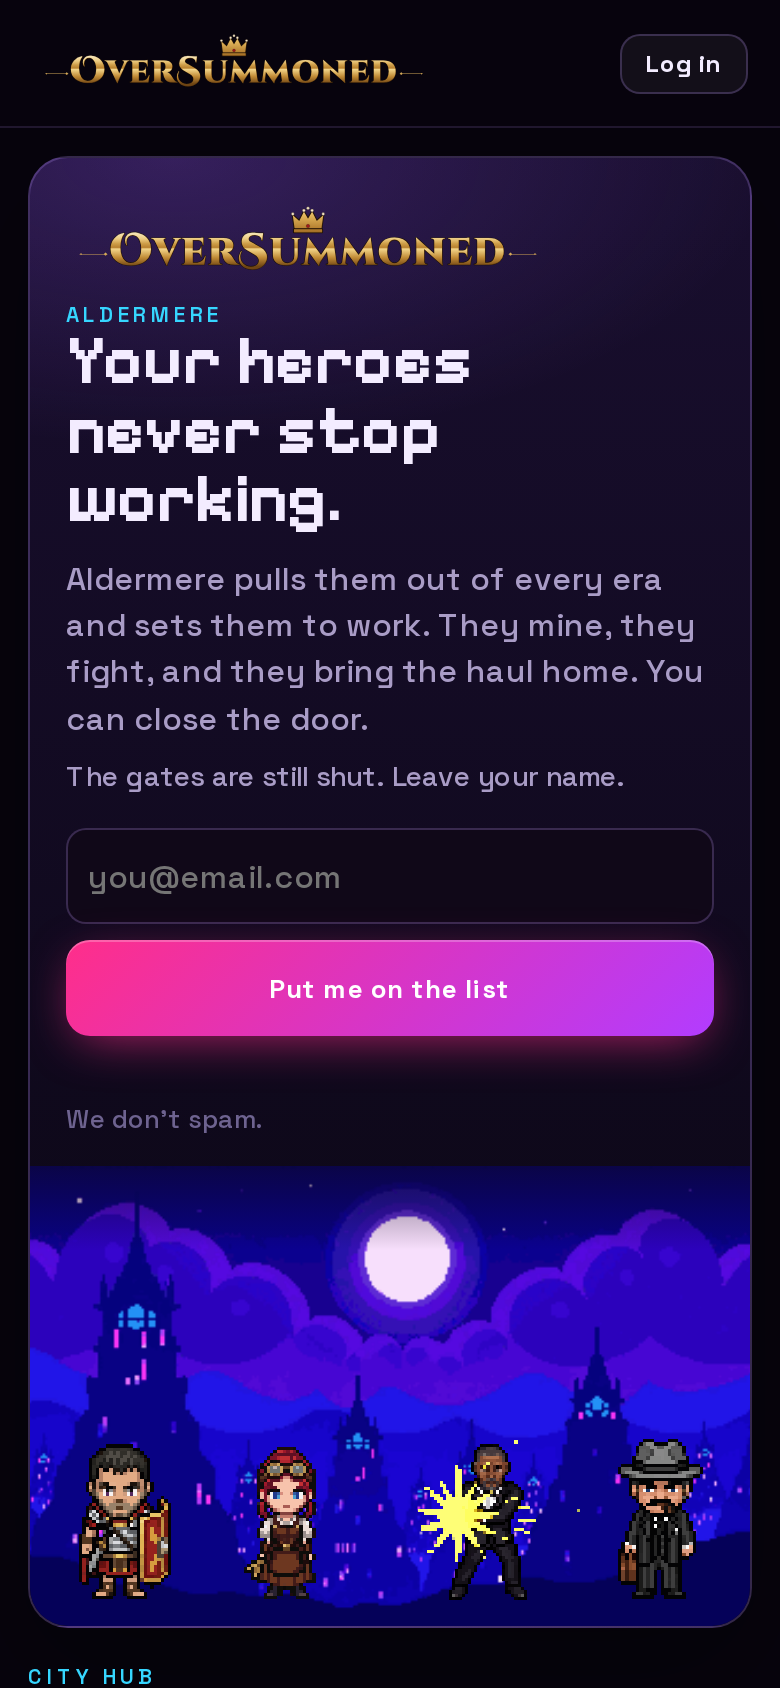 OverSummoned
Log in
OverSummoned
ALDERMERE
Your heroes
never stop
working.
Aldermere pulls them out of every era
and sets them to work. They mine, they
fight, and they bring the haul home. You
can close the door.
The gates are still shut. Leave your name.
you@email.com
Put me on the list
We don’t spam.
CITY HUB